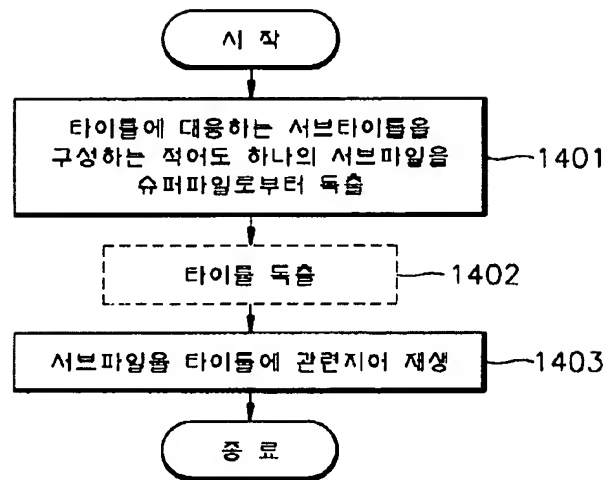 시 작
타이틀에 대응하는 서브타이틀을
구성하는 적어도 하나의 서브파일을
슈퍼파일로부터 독출
1401
타이틀 독출
1402
서브파일을 타이틀에 관련지어 재생
1403
종 료